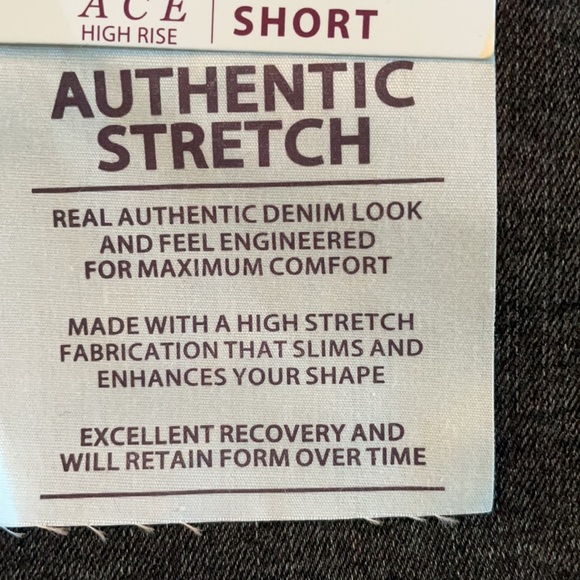 ACE
HIGH RISE
SHORT
AUTHENTIC
STRETCH
REAL AUTHENTIC DENIM LOOK
AND FEEL ENGINEERED
FOR MAXIMUM COMFORT
MADE WITH A HIGH STRETCH
FABRICATION THAT SLIMS AND
ENHANCES YOUR SHAPE
EXCELLENT RECOVERY AND
WILL RETAIN FORM OVER TIME